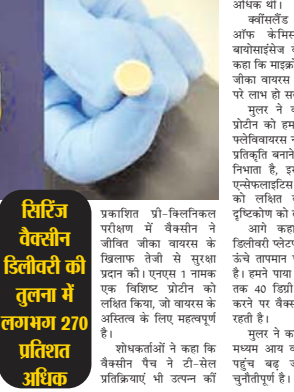 सिरिंज
वैक्सीन
डिलीवरी की
तुलना में
लगभग 270
प्रतिशत
अधिक
प्रकाशित प्री-क्लिनिकल
परीक्षण में वैक्सीन ने
जीवित जीका वायरस के
खिलाफ तेजी से सुरक्षा
प्रदान की। एनएस 1 नामक
एक विशिष्ट प्रोटीन को
लक्षित किया, जो वायरस के
अस्तित्व के लिए महत्वपूर्ण
है।
शोधकर्ताओं ने कहा कि
वैक्सीन पैच ने टी-सेल
प्रतिक्रियाएं भी उत्पन्न कीं
अधिक थी।
क्वींसलैंड
ऑफ केमिस
बायोसाइंसेज
कहा कि माइक्रो
जीका वायरस
परे लाभ हो स
मुलर ने
प्रोटीन को हम
फ्लेविवायरस
प्रतिकृति बनाने
निभाता है, इ
एन्सेफलाइटिस
को लक्षित
दृष्टिकोण को
आगे कहा
डिलीवरी प्लेटफ
ऊंचे तापमान
है। हमने पाया
तक 40 डिग्री
करने पर वैक्स
रहती है।
मुलर ने क
मध्यम आय व
पहुंच बढ़ ज
चुनौतीपूर्ण है।